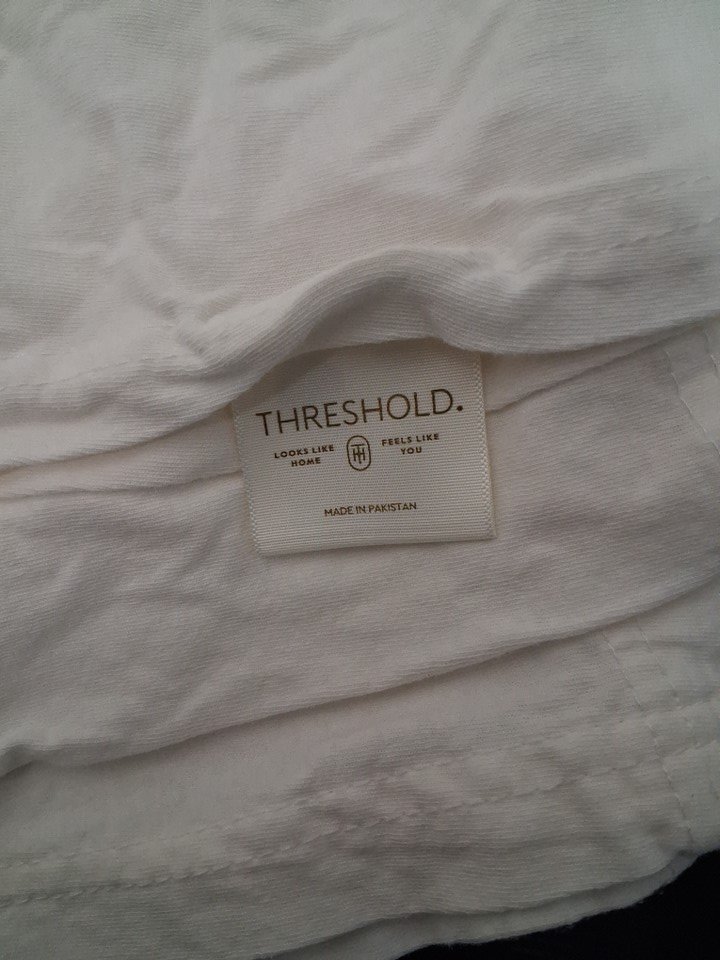 THRESHOLD.
LOOKS LIKE HOME
FEELS LIKE YOU
MADE IN PAKISTAN